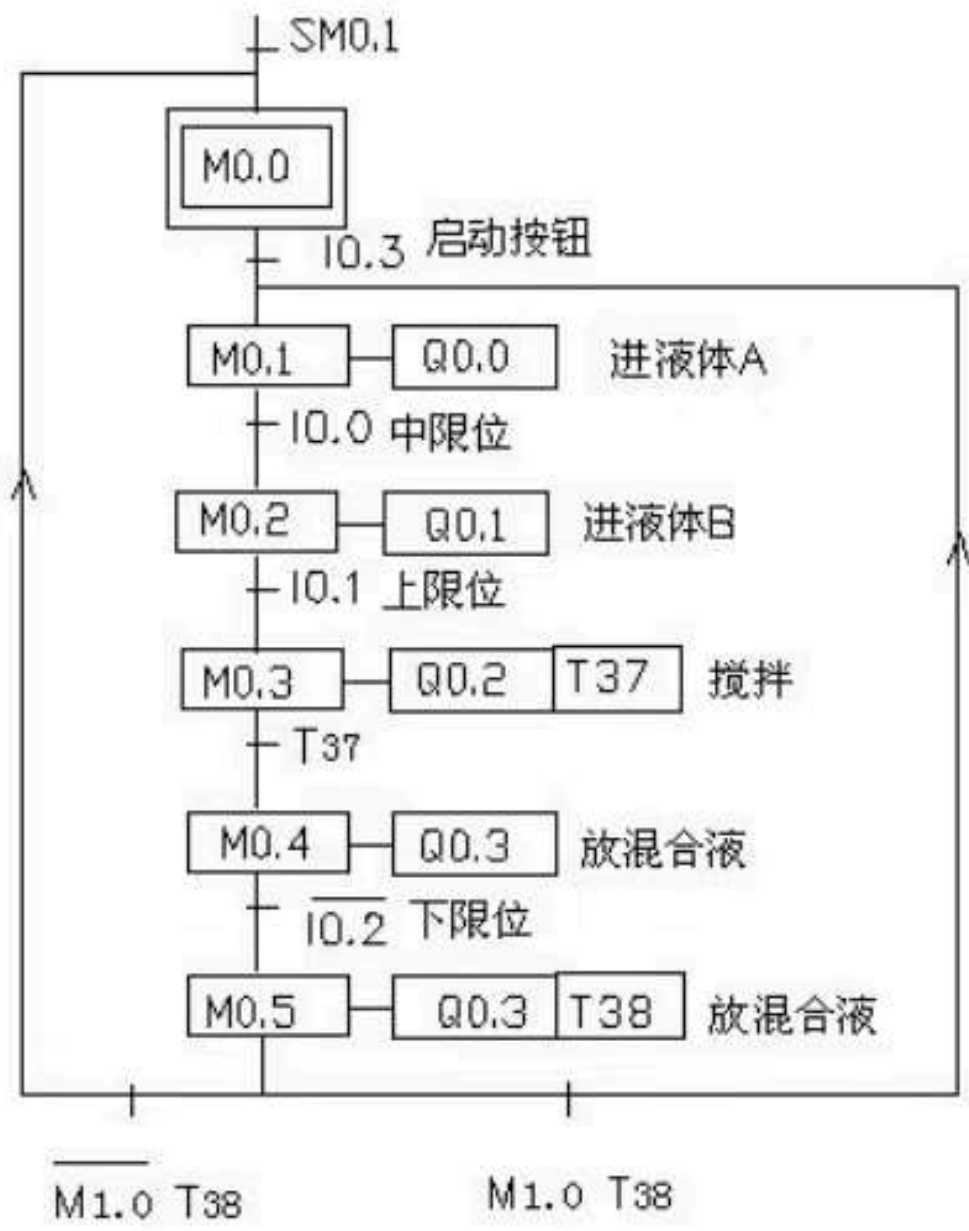 SM0.1
M0.0
I0.3 启动按钮
M0.1 Q0.0 进液体A
I0.0 中限位
M0.2 Q0.1 进液体B
I0.1 上限位
M0.3 Q0.2 T37 搅拌
T37
M0.4 Q0.3 放混合液
I0.2 下限位
M0.5 Q0.3 T38 放混合液
M1.0 T38 M1.0 T38